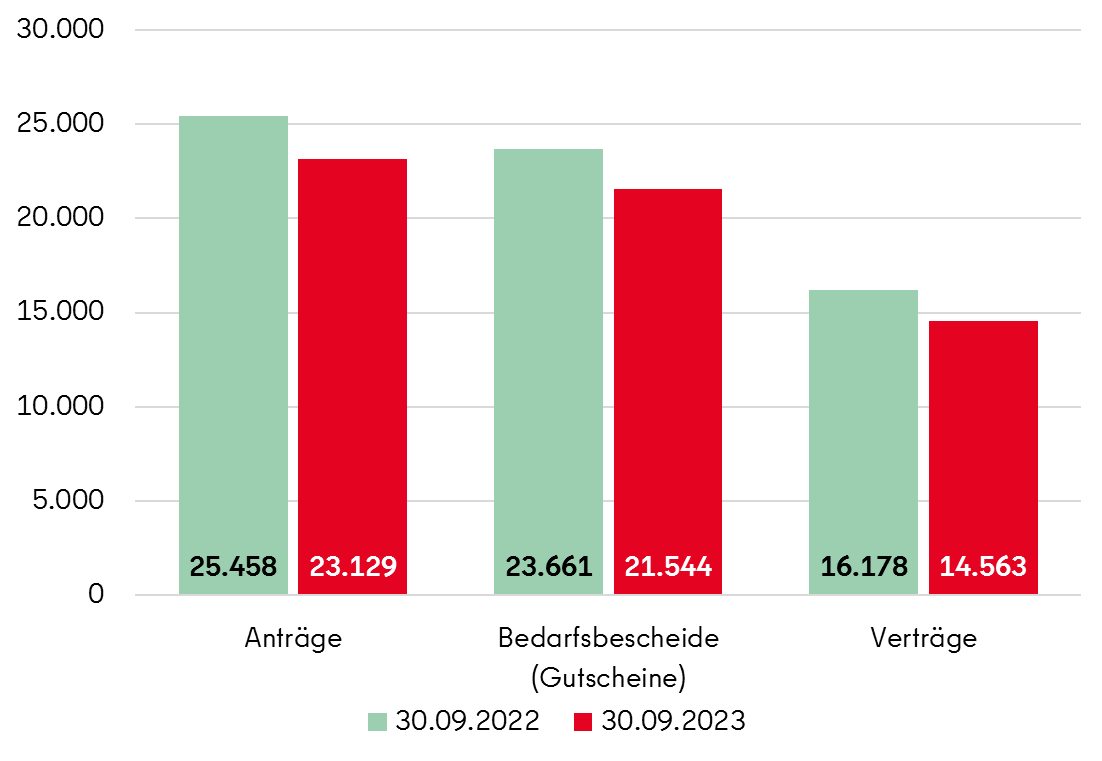 30.000
25.000
20.000
15.000
10.000
5.000
0
25.458 23.129 23.661 21.544 16.178 14.563
Anträge Bedarfsbescheide Verträge
(Gutscheine)
30.09.2022 30.09.2023